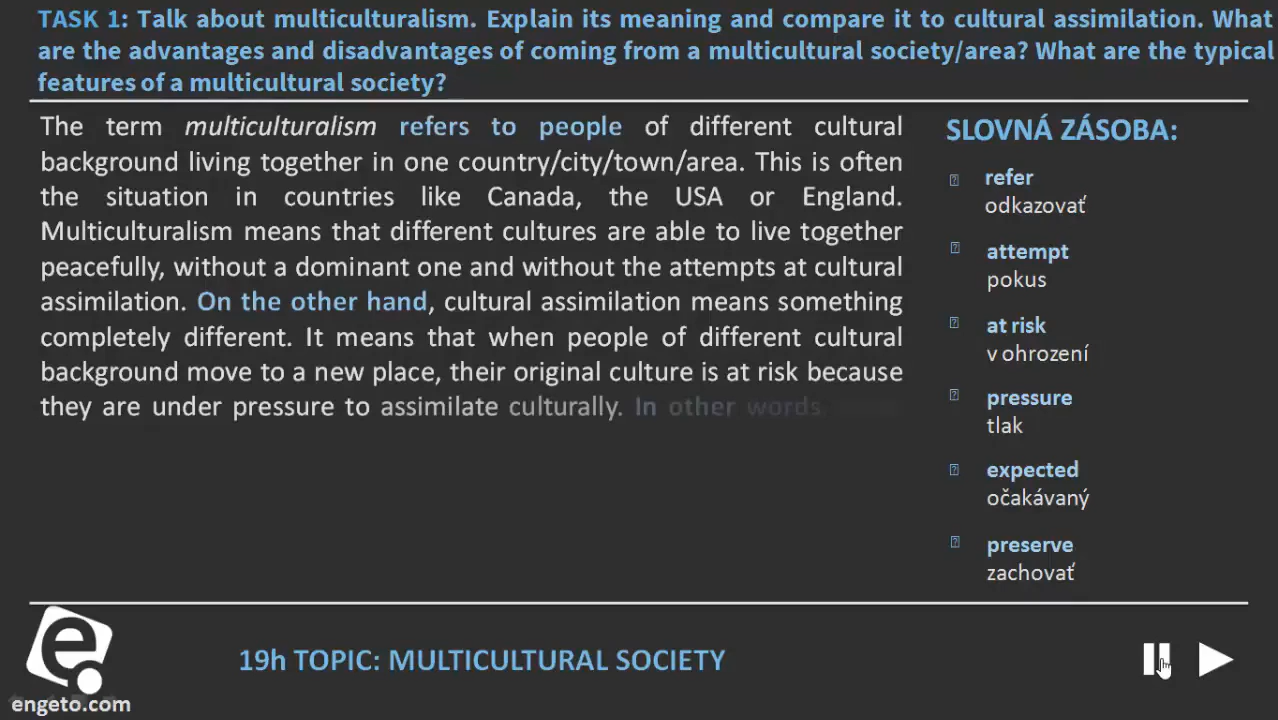 TASK 1: Talk about multiculturalism. Explain its meaning and compare it to cultural assimilation. What
are the advantages and disadvantages of coming from a multicultural society/area? What are the typical
features of a multicultural society?
The term multiculturalism refers to people of different cultural
background living together in one country/city/town/area. This is often
the situation in countries like Canada, the USA or England.
Multiculturalism means that different cultures are able to live together
peacefully, without a dominant one and without the attempts at cultural
assimilation. On the other hand, cultural assimilation means something
completely different. It means that when people of different cultural
background move to a new place, their original culture is at risk because
they are under pressure to assimilate culturally. In other words
SLOVNÁ ZÁSOBA:
refer
odkazovať
attempt
pokus
at risk
v ohrození
pressure
tlak
expected
očakávaný
preserve
zachovať
e
engeto.com
19h TOPIC: MULTICULTURAL SOCIETY